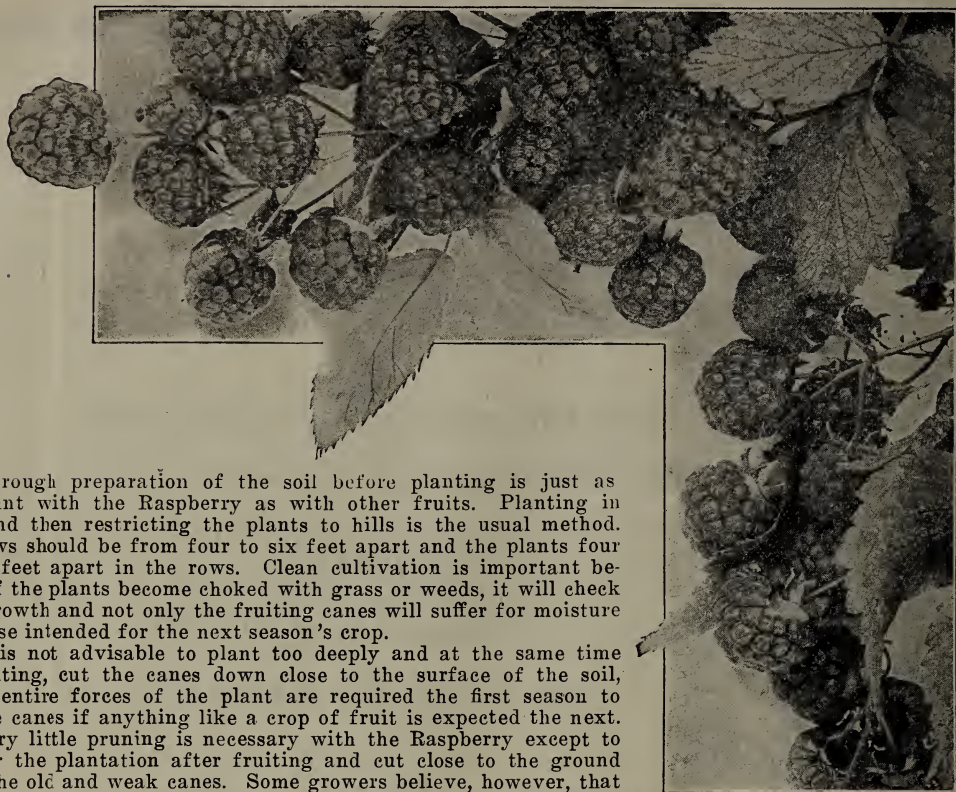 rough preparation of the soil before planting is just as
nt with the Raspberry as with other fruits. Planting in
nd then restricting the plants to hills is the usual method.
ws should be from four to six feet apart and the plants four
feet apart in the rows. Clean cultivation is important be-
f the plants become choked with grass or weeds, it will check
rowth and not only the fruiting canes will suffer for moisture
se intended for the next season's crop.
is not advisable to plant too deeply and at the same time
ting, cut the canes down close to the surface of the soil,
entire forces of the plant are required the first season to
e canes if anything like a crop of fruit is expected the next.
ry little pruning is necessary with the Raspberry except to
r the plantation after fruiting and cut close to the ground
he old and weak canes. Some growers believe, however, that